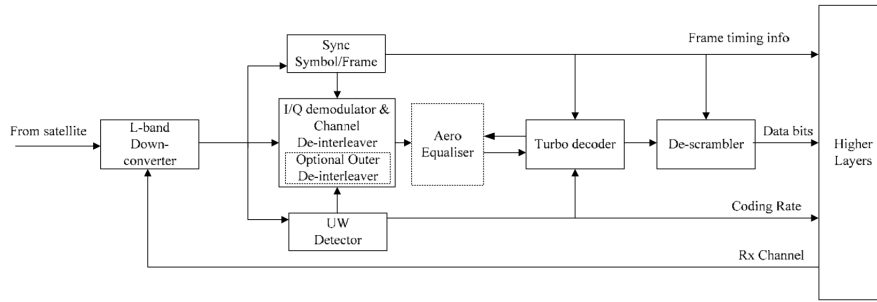 Sync
Symbol/Frame
Frame timing info
From satellite
L-band
Down-
converter
I/Q demodulator &
Channel
De-interleaver
Optional Outer
De-interleaver
Aero
Equaliser
Turbo decoder
De-scrambler
Data bits
Higher
Layers
UW
Detector
Coding Rate
Rx Channel